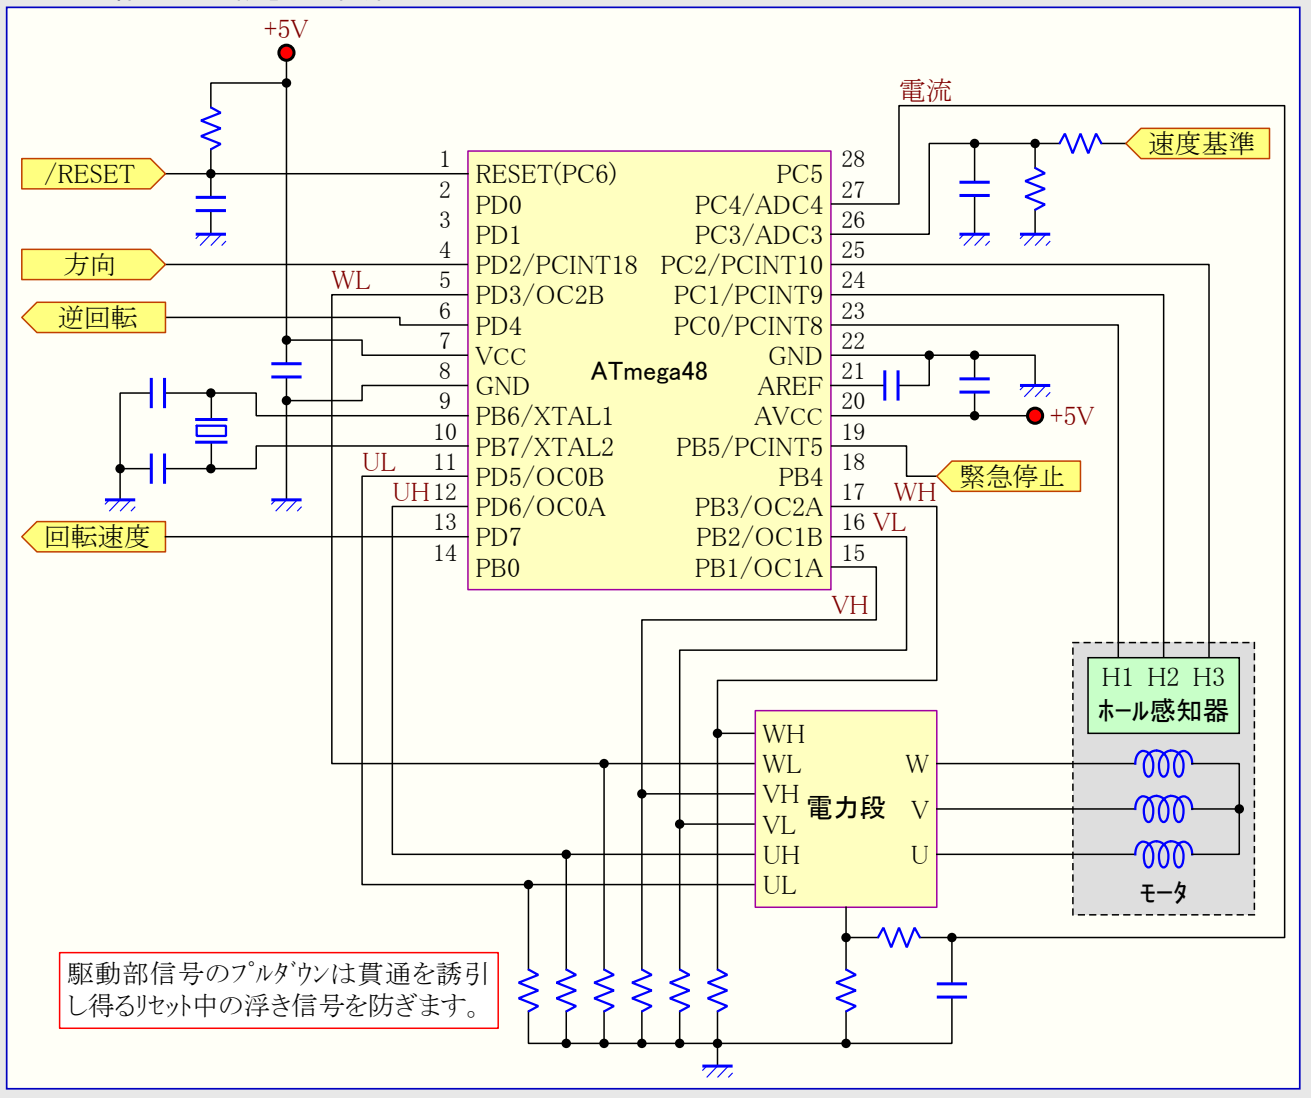 +5V
電流
/RESET
速度基準
1
RESET(PC6)
PC5
28
2
PD0
PC4/ADC4
27
3
PD1
PC3/ADC3
26
方向
4
PD2/PCINT18
PC2/PCINT10
25
WL
5
PD3/OC2B
PC1/PCINT9
24
逆回転
6
PD4
PC0/PCINT8
23
7
VCC
GND
22
ATmega48
8
GND
AREF
21
9
PB6/XTAL1
AVCC
20
+5V
10
PB7/XTAL2
PB5/PCINT5
19
UL
11
PD5/OC0B
PB4
18
緊急停止
UH
12
PD6/OC0A
PB3/OC2A
17
WH
回転速度
13
PD7
PB2/OC1B
16
VL
14
PB0
PB1/OC1A
15
VH
H1 H2 H3
ホール感知器
WH
WL
VH
VL
UH
UL
電力段
W
V
U
モータ
駆動部信号のプルダウンは貫通を誘引
し得るリセット中の浮き信号を防ぎます。